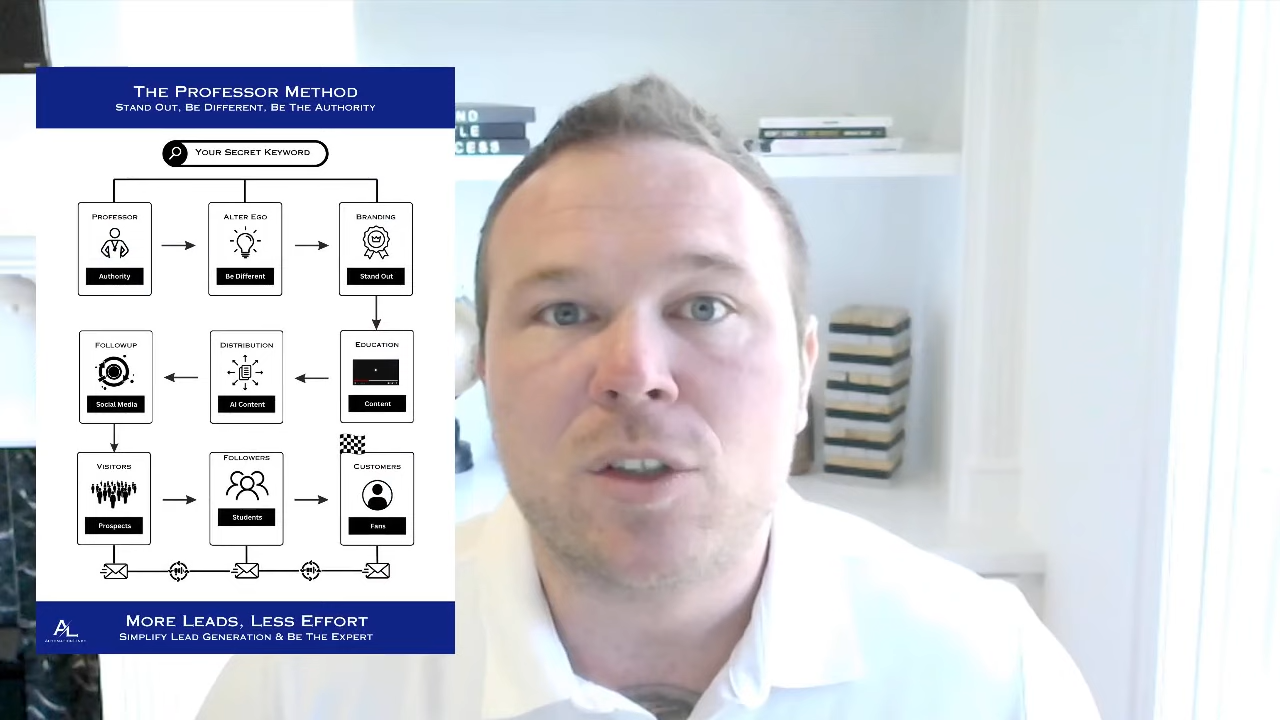 THE PROFESSOR METHOD
STAND OUT, BE DIFFERENT, BE THE AUTHORITY
YOUR SECRET KEYWORD
PROFESSOR
ALTER EGO
BRANDING
Authority
Be Different
Stand Out
FOLLOWUP
DISTRIBUTION
EDUCATION
Social Media
AI Content
Content
VISITORS
FOLLOWERS
CUSTOMERS
Prospects
Students
Fans
MORE LEADS, LESS EFFORT
SIMPLIFY LEAD GENERATION & BE THE EXPERT
AL